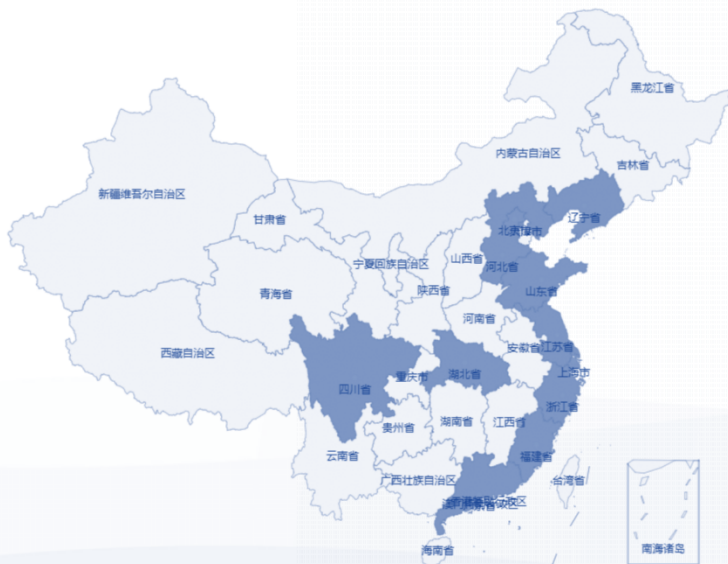 黑龙江省
内蒙古自治区
吉林省
新疆维吾尔自治区
辽宁省
甘肃省
北京市
山西省
宁夏回族自治区
河北省
陕西省
青海省
山东省
河南省
安徽省
江苏省
西藏自治区
上海市
湖北省
重庆市
四川省
浙江省
湖南省
江西省
贵州省
云南省
福建省
广西壮族自治区
台湾省
海南省
南海诸岛